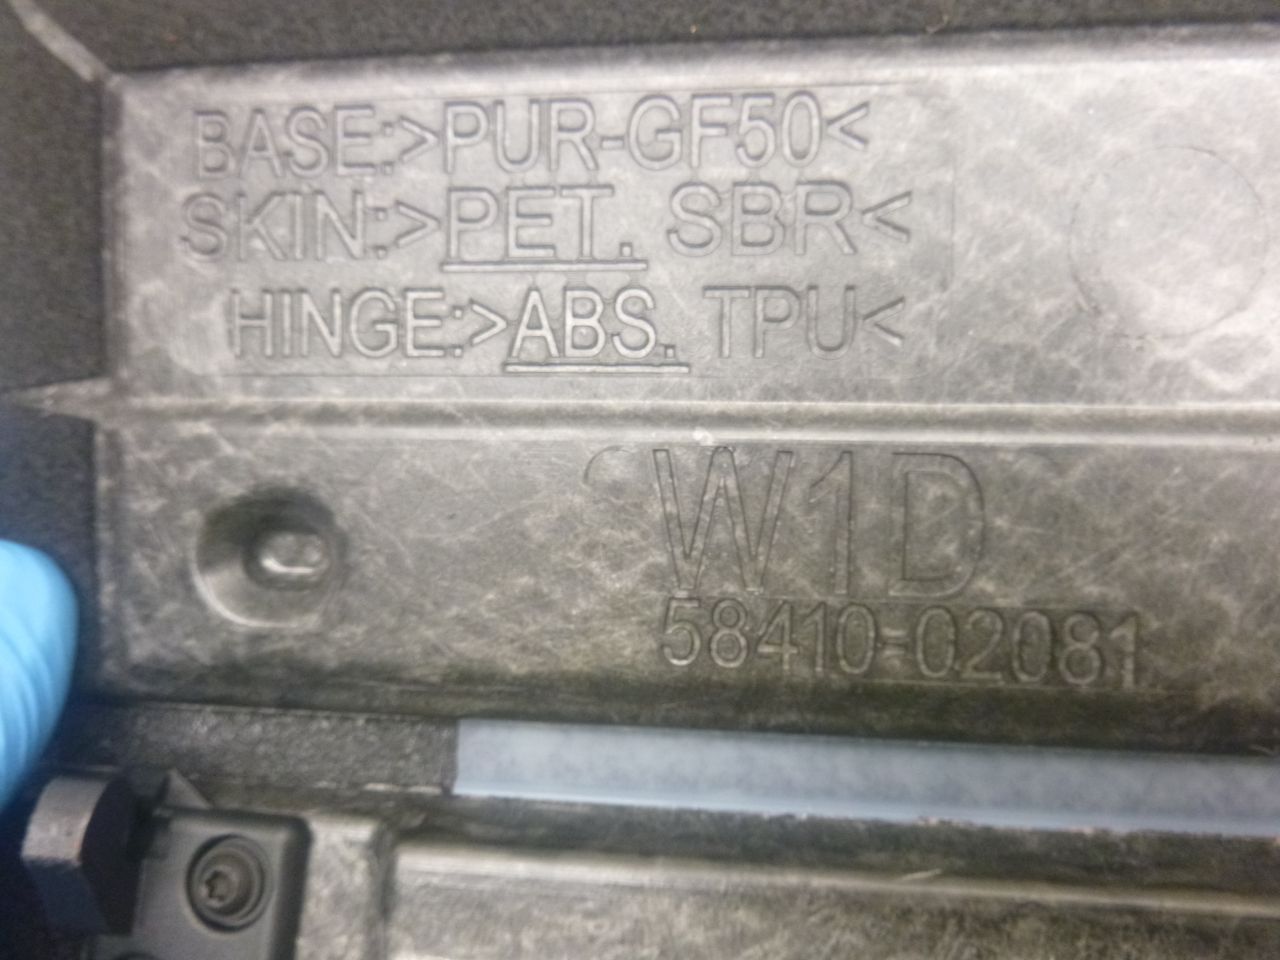 BASE:>PUR-GF50<
SKIN:>PET. SBR<
HINGE:>ABS. TPU<
W1D
58410-02081